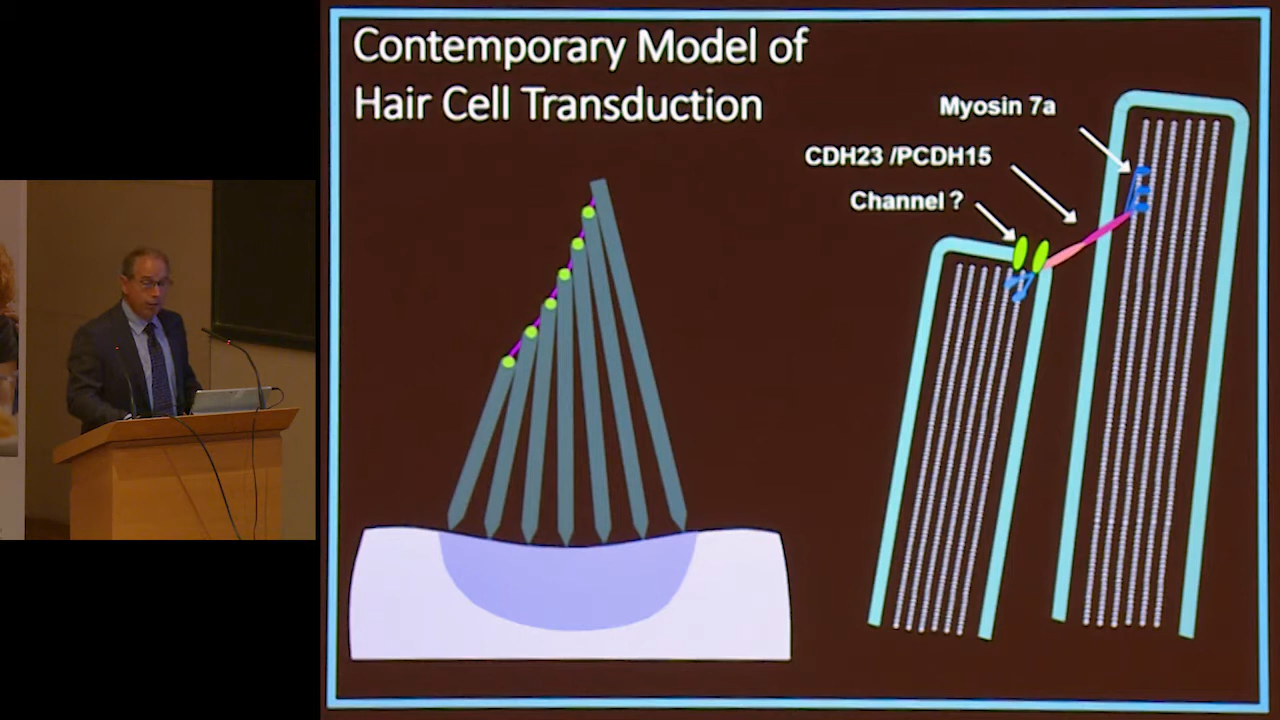 Contemporary Model of
Hair Cell Transduction
Myosin 7a
CDH23 /PCDH15
Channel ?